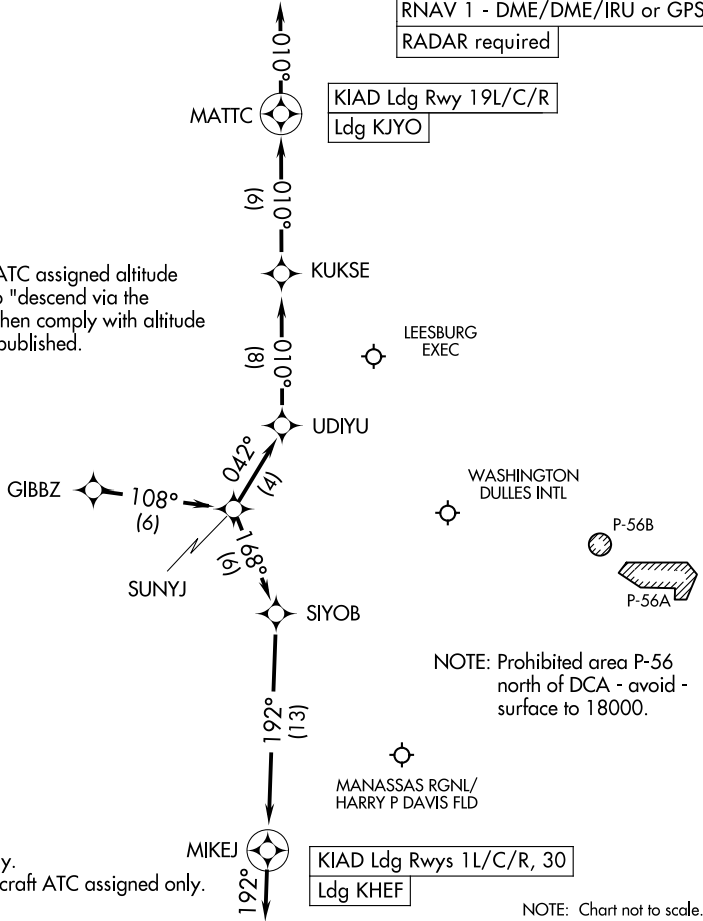 RNAV 1 - DME/DME/IRU or GPS
RADAR required
010°
MATTC
KIAD Ldg Rwy 19L/C/R
Ldg KJYO
010°
(9)
KUKSE
ATC assigned altitude
"descend via the
hen comply with altitude
published.
LEESBURG
EXEC
010°
(8)
UDIYU
042°
(4)
GIBBZ
108°
(6)
WASHINGTON
DULLES INTL
P-56B
P-56A
SUNYJ
168°
(6)
SIYOB
NOTE: Prohibited area P-56
north of DCA - avoid -
surface to 18000.
192°
(13)
MANASSAS RGNL/
HARRY P DAVIS FLD
MIKEJ
KIAD Ldg Rwys 1L/C/R, 30
Ldg KHEF
y.
craft ATC assigned only.
192°
NOTE: Chart not to scale.